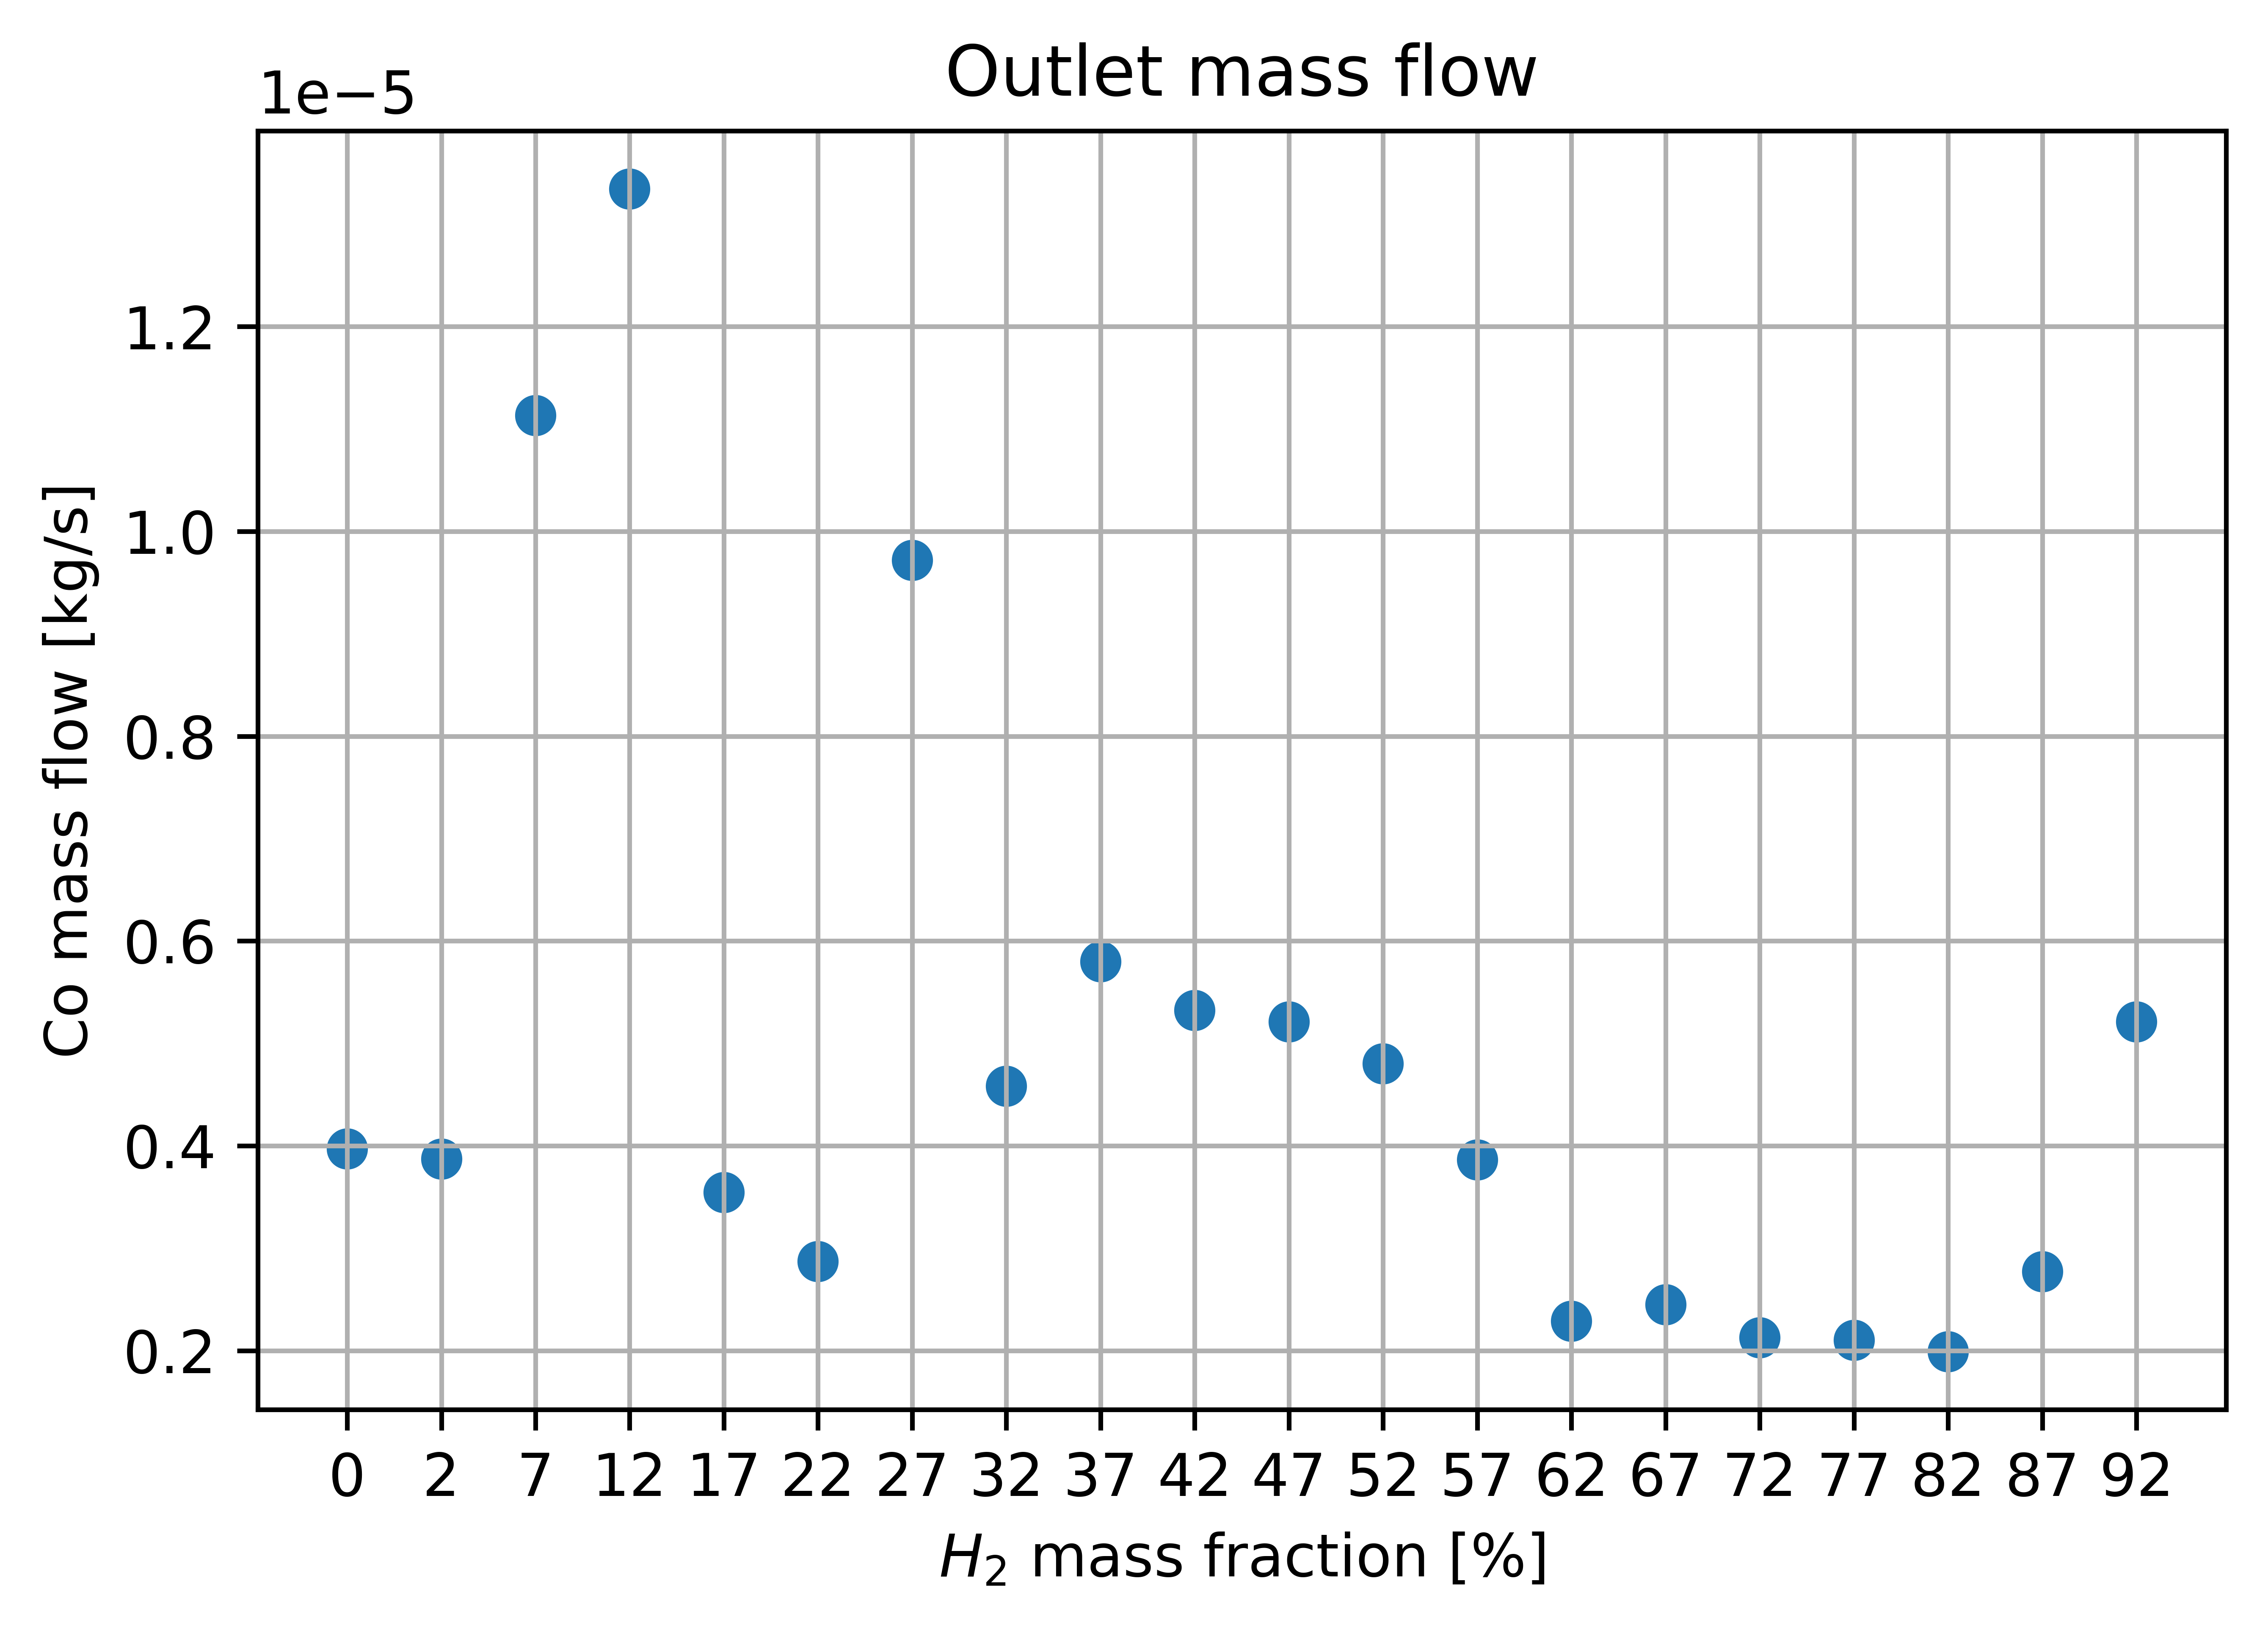 Outlet mass flow
1e−5
1.2
1.0
0.8
0.6
0.4
0.2
Co mass flow [kg/s]
0 2 7 12 17 22 27 32 37 42 47 52 57 62 67 72 77 82 87 92
H₂ mass fraction [%]